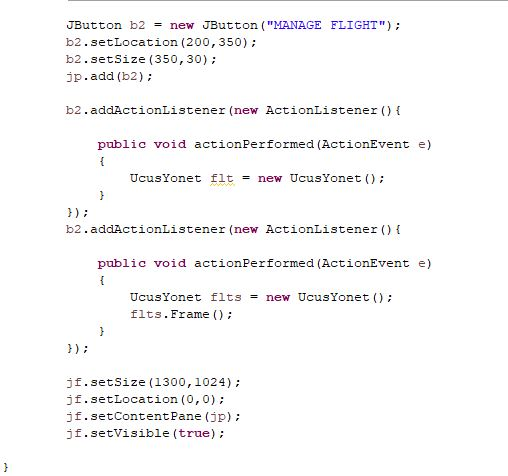 JButton b2 = new JButton("MANAGE FLIGHT");
b2.setLocation(200,350);
b2.setSize(350,30);
jp.add(b2);
b2.addActionListener(new ActionListener(){
public void actionPerformed(ActionEvent e)
{
UcusYonet flt = new UcusYonet();
}
});
b2.addActionListener(new ActionListener(){
public void actionPerformed(ActionEvent e)
{
UcusYonet flts = new UcusYonet();
flts.Frame();
}
});
jf.setSize(1300,1024);
jf.setLocation(0,0);
jf.setContentPane(jp);
jf.setVisible(true);
}